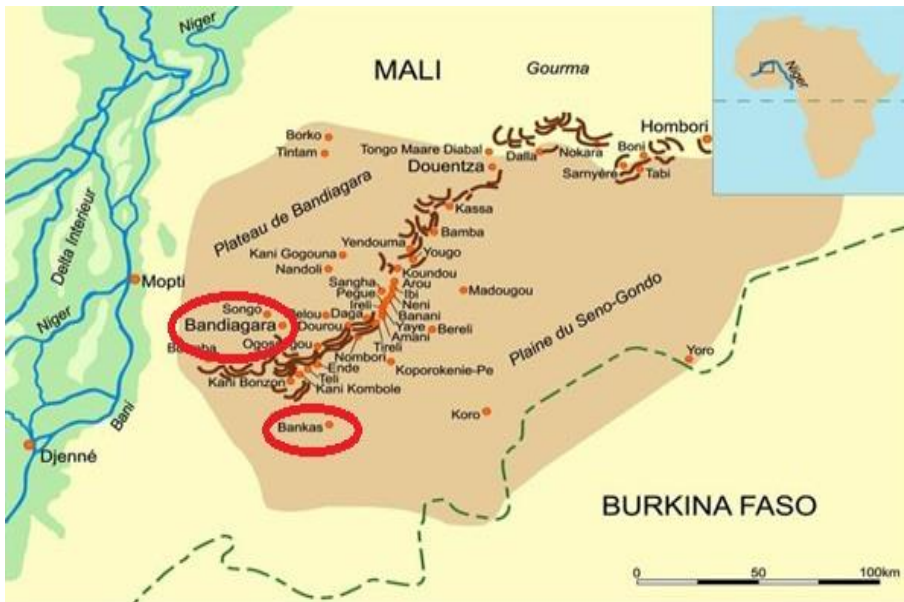 MALI
Gourma
Niger
Hombori
Borko
Tintam
Tongo Maare Diabal
Douentza
Dalla
Nokara
Boni
Sarnyère
Tabi
Plateau de Bandiagara
Kassa
Bamba
Yendouma
Yougo
Kani Gogouna
Nandoli
Koundou
Arou
Sangha
Ibi
Pegue
Neni
Ireli
Banani
Yaye
Amani
Tireli
Madougou
Delta Interieur
Mopti
Niger
Bani
Songo
Bandiagara
Daga
Dourou
Nombori
Ende
Teli
Kani Kombole
Kani Bonzon
Bereli
Koporokenie-Pe
Plaine du Seno-Gondo
Yoro
Bankas
Koro
Djenné
BURKINA FASO
0 50 100km